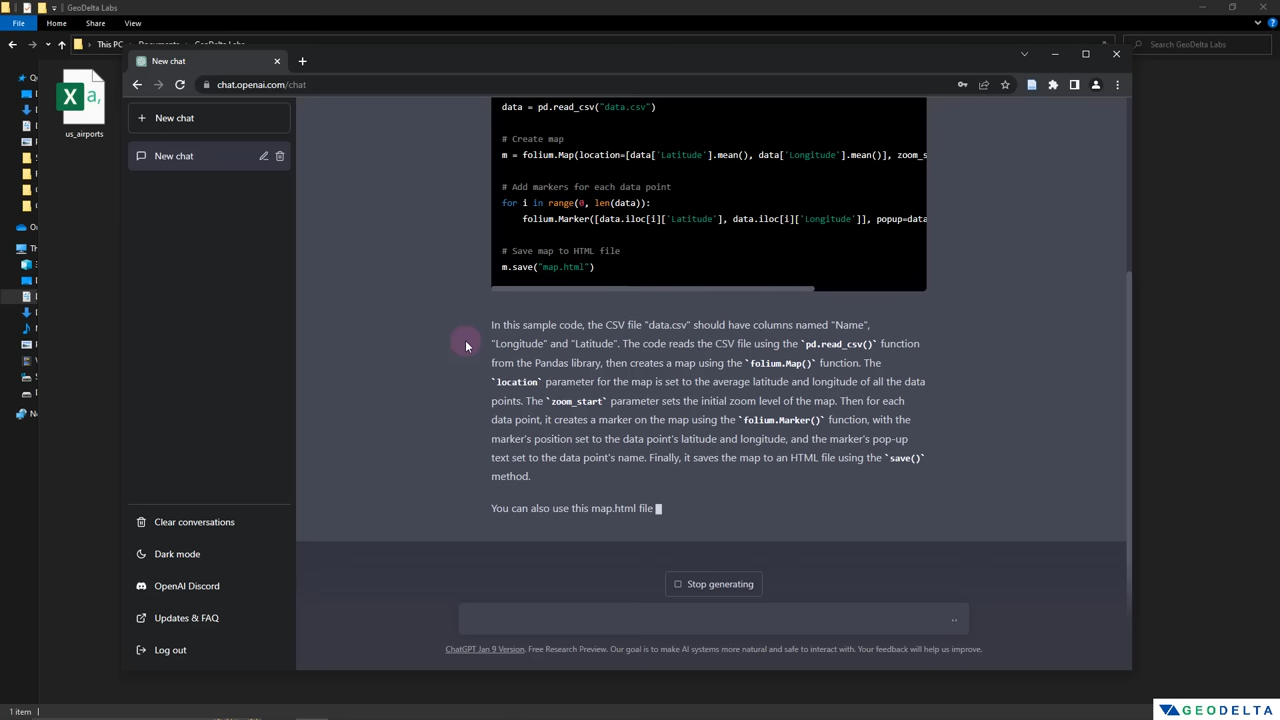 GeoDelta Labs
File Home Share View
This PC Documents GeoDelta Labs
Search GeoDelta Labs
us_airports
1 item
New chat
chat.openai.com/chat
New chat
New chat
Clear conversations
Dark mode
OpenAI Discord
Updates & FAQ
Log out
data = pd.read_csv("data.csv")
# Create map
m = folium.Map(location=[data['Latitude'].mean(), data['Longitude'].mean()], zoom_s
# Add markers for each data point
for i in range(0, len(data)):
folium.Marker([data.iloc[i]['Latitude'], data.iloc[i]['Longitude']], popup=data
# Save map to HTML file
m.save("map.html")
In this sample code, the CSV file "data.csv" should have columns named "Name",
"Longitude" and "Latitude". The code reads the CSV file using the `pd.read_csv()` function
from the Pandas library, then creates a map using the `folium.Map()` function. The
`location` parameter for the map is set to the average latitude and longitude of all the data
points. The `zoom_start` parameter sets the initial zoom level of the map. Then for each
data point, it creates a marker on the map using the `folium.Marker()` function, with the
marker's position set to the data point's latitude and longitude, and the marker's pop-up
text set to the data point's name. Finally, it saves the map to an HTML file using the `save()`
method.
You can also use this map.html file
Stop generating
ChatGPT Jan 9 Version. Free Research Preview. Our goal is to make AI systems more natural and safe to interact with. Your feedback will help us improve.
GEODELTA